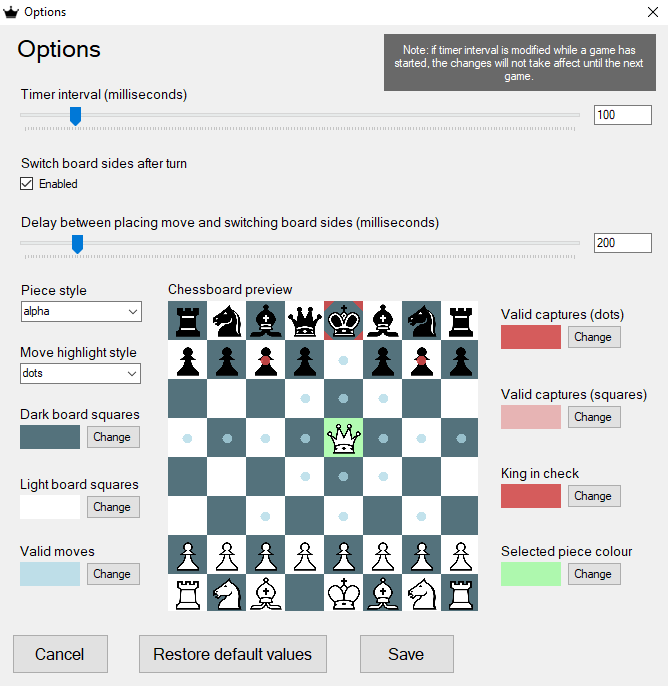 Options
Options
Note: if timer interval is modified while a game has
started, the changes will not take affect until the next
game.
Timer interval (milliseconds)
100
Switch board sides after turn
Enabled
Delay between placing move and switching board sides (milliseconds)
200
Piece style
alpha
Move highlight style
dots
Dark board squares
Change
Light board squares
Change
Valid moves
Change
Chessboard preview
Valid captures (dots)
Change
Valid captures (squares)
Change
King in check
Change
Selected piece colour
Change
Cancel
Restore default values
Save